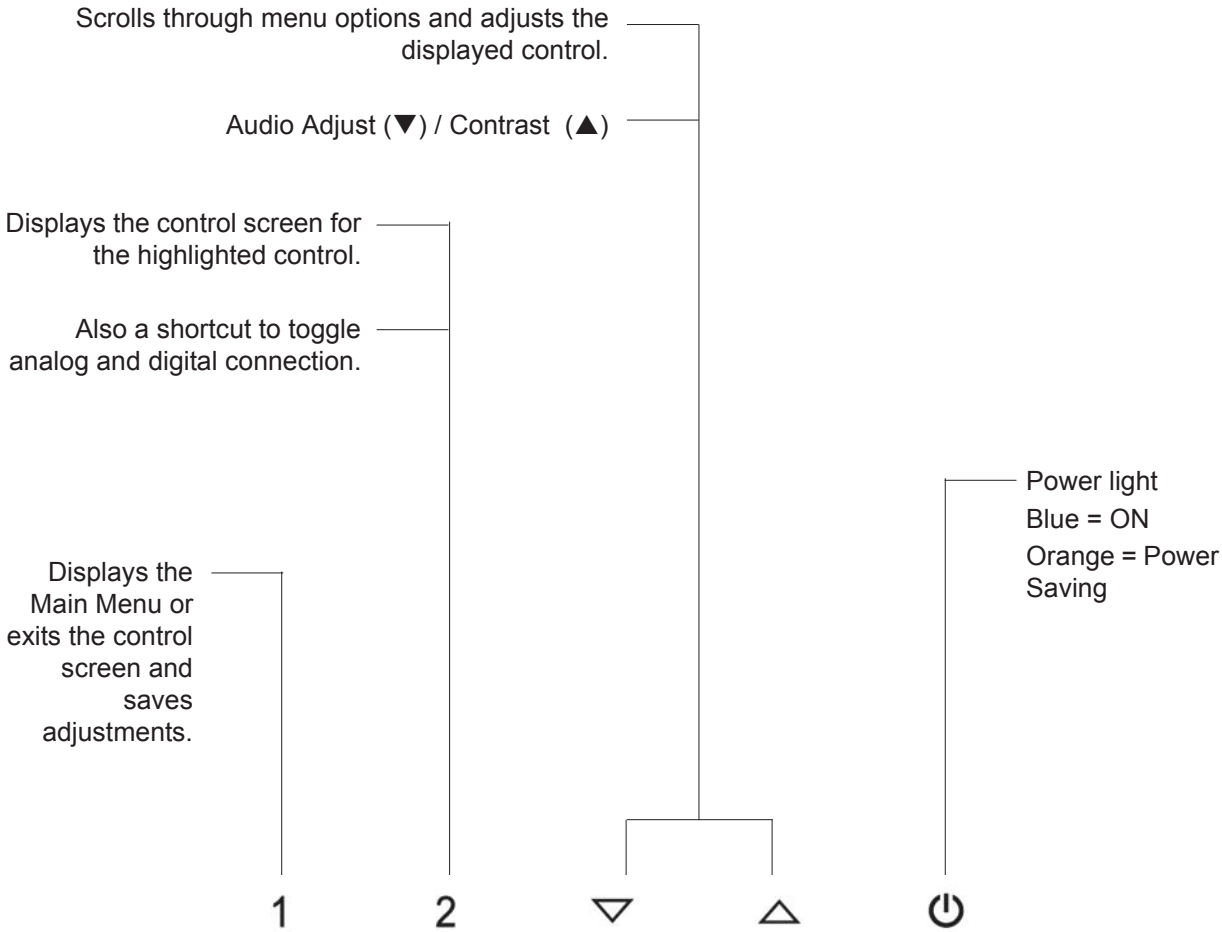 Scrolls through menu options and adjusts the
displayed control.
Audio Adjust (▼) / Contrast (▲)
Displays the control screen for
the highlighted control.
Also a shortcut to toggle
analog and digital connection.
Power light
Blue = ON
Orange = Power
Saving
Displays the
Main Menu or
exits the control
screen and
saves
adjustments.
1 2